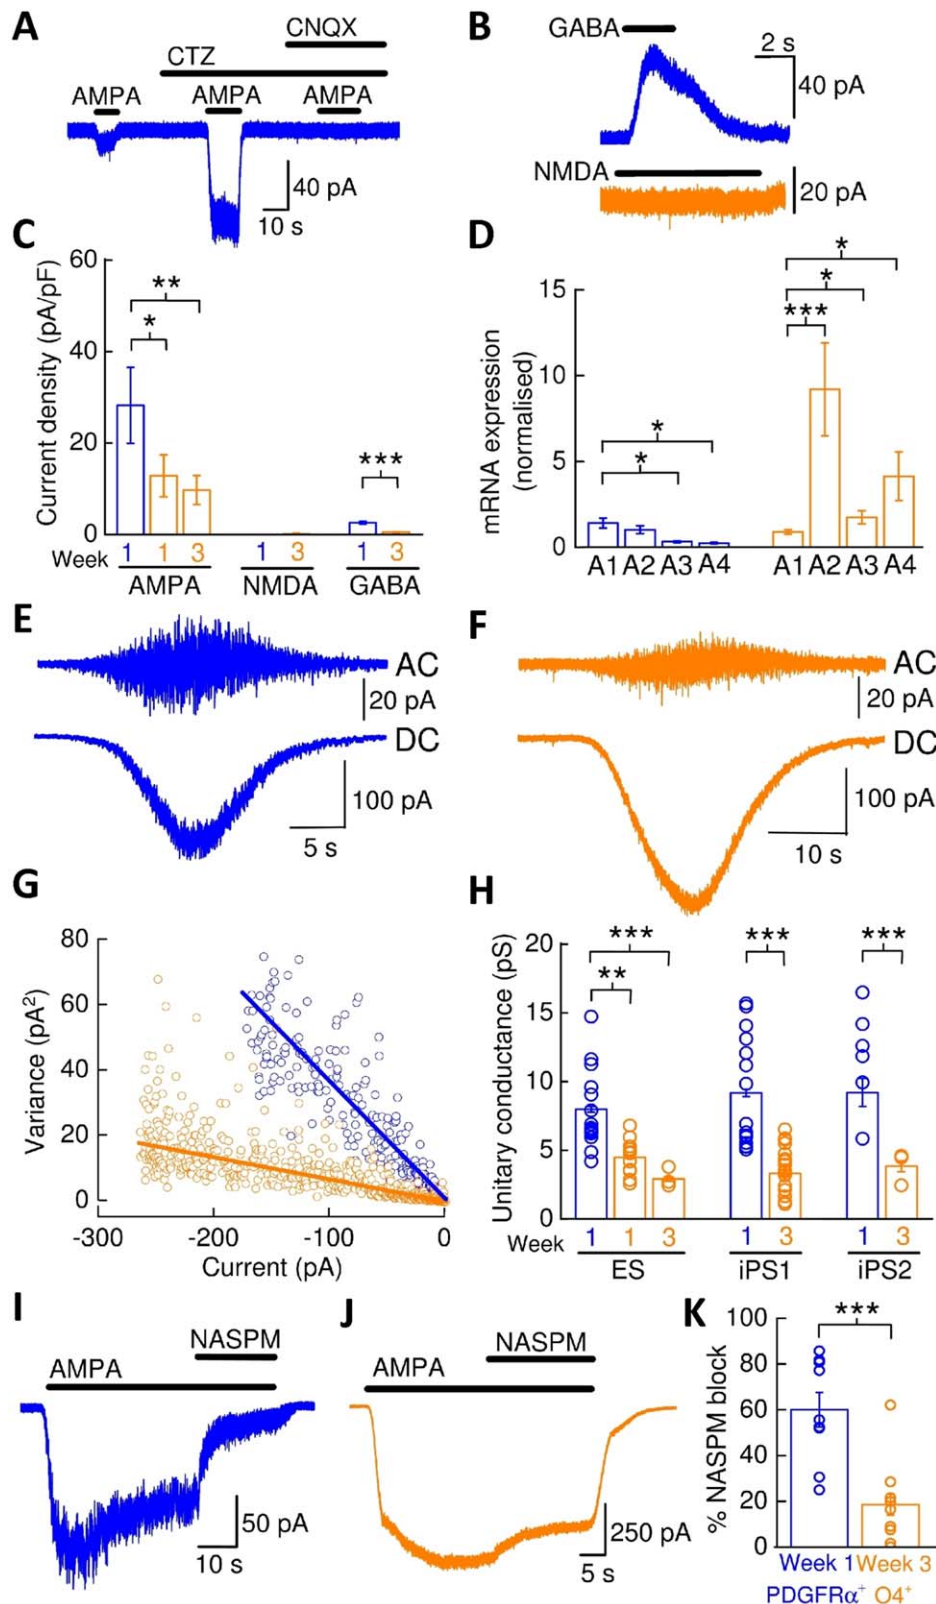 A
CNQX
CTZ
AMPA
AMPA
AMPA
40 pA
10 s
B
GABA
2 s
40 pA
NMDA
20 pA
C
60
40
20
0
Current density (pA/pF)
**
*
***
Week 1 1 3 1 3 1 3
AMPA NMDA GABA
D
15
10
5
0
mRNA expression
(normalised)
*
*
*
*
***
A1 A2 A3 A4 A1 A2 A3 A4
E
AC
20 pA
DC
100 pA
5 s
F
AC
20 pA
DC
100 pA
10 s
G
80
60
40
20
0
Variance (pA²)
-300 -200 -100 0
Current (pA)
H
20
15
10
5
0
Unitary conductance (pS)
***
**
***
***
Week 1 1 3 1 3 1 3
ES iPS1 iPS2
I
NASPM
AMPA
50 pA
10 s
J
NASPM
AMPA
250 pA
5 s
K
100
80
60
40
20
0
% NASPM block
***
Week 1 Week 3
PDGFRα⁺ O4⁺